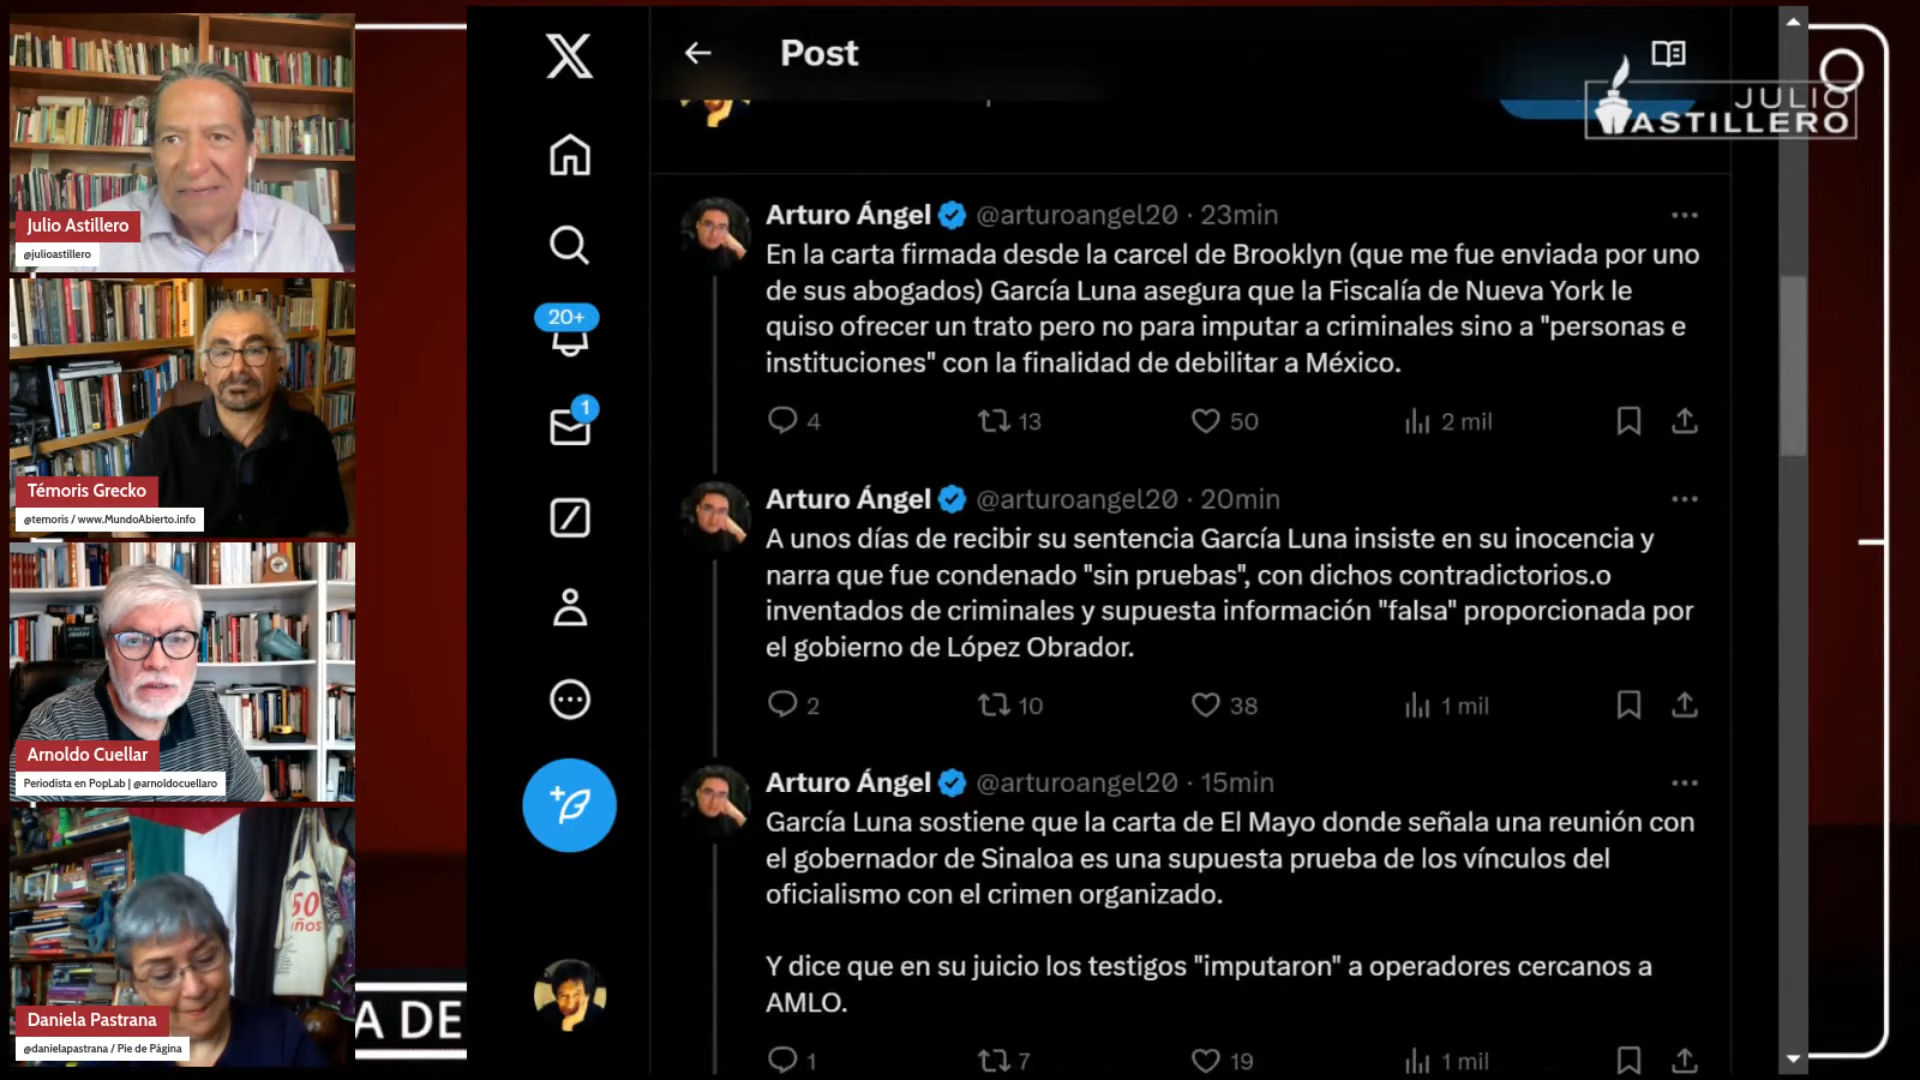 Julio Astillero
@julioastillero
Témoris Grecko
@temoris / www.MundoAbierto.info
Arnoldo Cuellar
Periodista en PopLab | @arnoldocuellaro
50
años
Daniela Pastrana
@danielapastrana / Pie de Página
A DE
20+
1
Post
JULIO
ASTILLERO
Arturo Ángel @arturoangel20 · 23min
En la carta firmada desde la carcel de Brooklyn (que me fue enviada por uno
de sus abogados) García Luna asegura que la Fiscalía de Nueva York le
quiso ofrecer un trato pero no para imputar a criminales sino a "personas e
instituciones" con la finalidad de debilitar a México.
4 13 50 2 mil
Arturo Ángel @arturoangel20 · 20min
A unos días de recibir su sentencia García Luna insiste en su inocencia y
narra que fue condenado "sin pruebas", con dichos contradictorios.o
inventados de criminales y supuesta información "falsa" proporcionada por
el gobierno de López Obrador.
2 10 38 1 mil
Arturo Ángel @arturoangel20 · 15min
García Luna sostiene que la carta de El Mayo donde señala una reunión con
el gobernador de Sinaloa es una supuesta prueba de los vínculos del
oficialismo con el crimen organizado.
Y dice que en su juicio los testigos "imputaron" a operadores cercanos a
AMLO.
1 7 19 1 mil